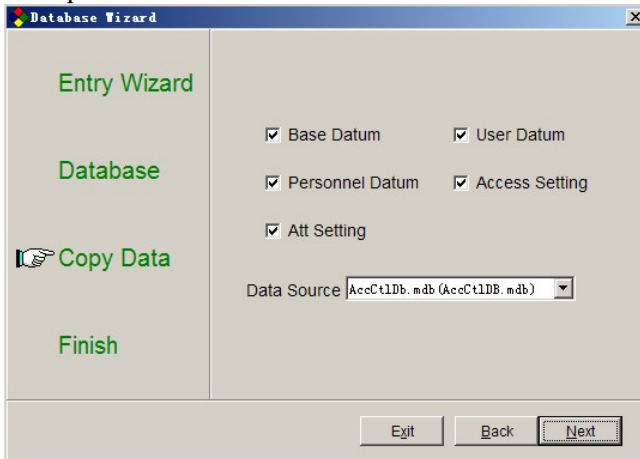 Database Wizard
Entry Wizard
Database
Copy Data
Finish
Base Datum
User Datum
Personnel Datum
Access Setting
Att Setting
Data Source AccCtlDb.mdb(AccCtlDB.mdb)
Exit
Back
Next